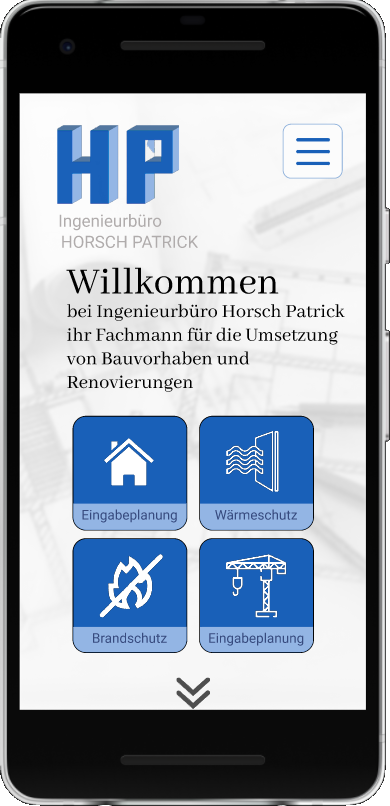 HP
Ingenieurbüro
HORSCH PATRICK
Willkommen
bei Ingenieurbüro Horsch Patrick
ihr Fachmann für die Umsetzung
von Bauvorhaben und
Renovierungen
Eingabeplanung
Wärmeschutz
Brandschutz
Eingabeplanung